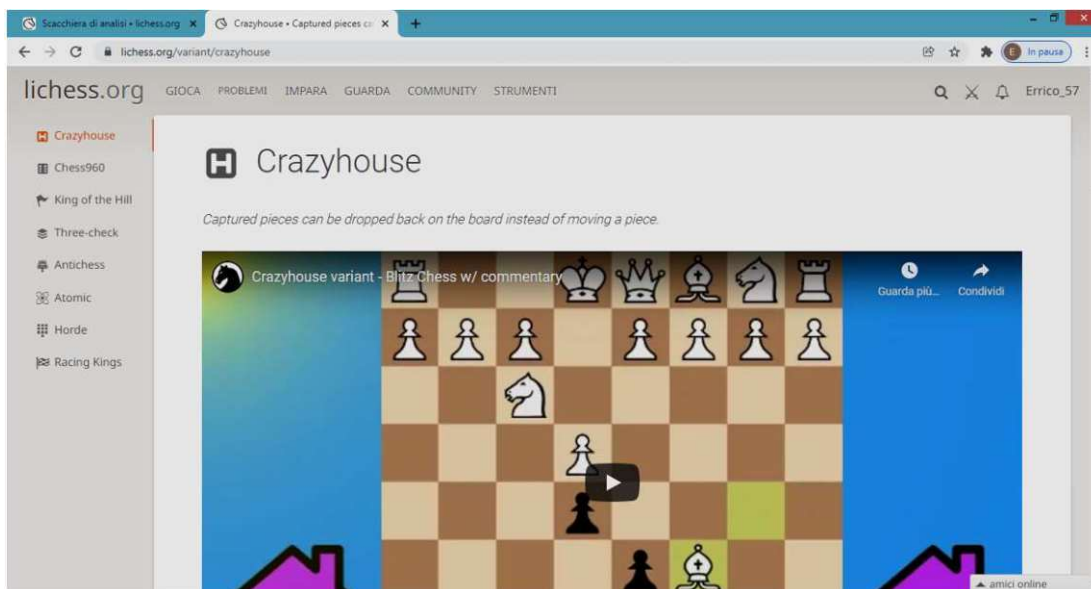 Scacchiera di analisi • lichess.org
Crazyhouse • Captured pieces ca
lichess.org/variant/crazyhouse
E
In pausa
lichess.org
GIOCA PROBLEMI IMPARA GUARDA COMMUNITY STRUMENTI
Errico_57
Crazyhouse
Chess960
King of the Hill
Three-check
Antichess
Atomic
Horde
Racing Kings
Crazyhouse
Captured pieces can be dropped back on the board instead of moving a piece.
Crazyhouse variant - Blitz Chess w/ commentary
Guarda più...
Condividi
amici online